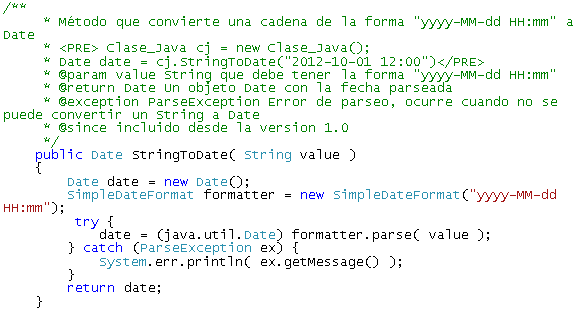 /**
* Método que convierte una cadena de la forma "yyyy-MM-dd HH:mm" a
Date
* <PRE> Clase_Java cj = new Clase_Java();
* Date date = cj.StringToDate("2012-10-01 12:00")</PRE>
* @param value String que debe tener la forma "yyyy-MM-dd HH:mm"
* @return Date Un objeto Date con la fecha parseada
* @exception ParseException Error de parseo, ocurre cuando no se
puede convertir un String a Date
* @since incluido desde la version 1.0
*/
public Date StringToDate( String value )
{
Date date = new Date();
SimpleDateFormat formatter = new SimpleDateFormat("yyyy-MM-dd
HH:mm");
try {
date = (java.util.Date) formatter.parse( value );
} catch (ParseException ex) {
System.err.println( ex.getMessage() );
}
return date;
}